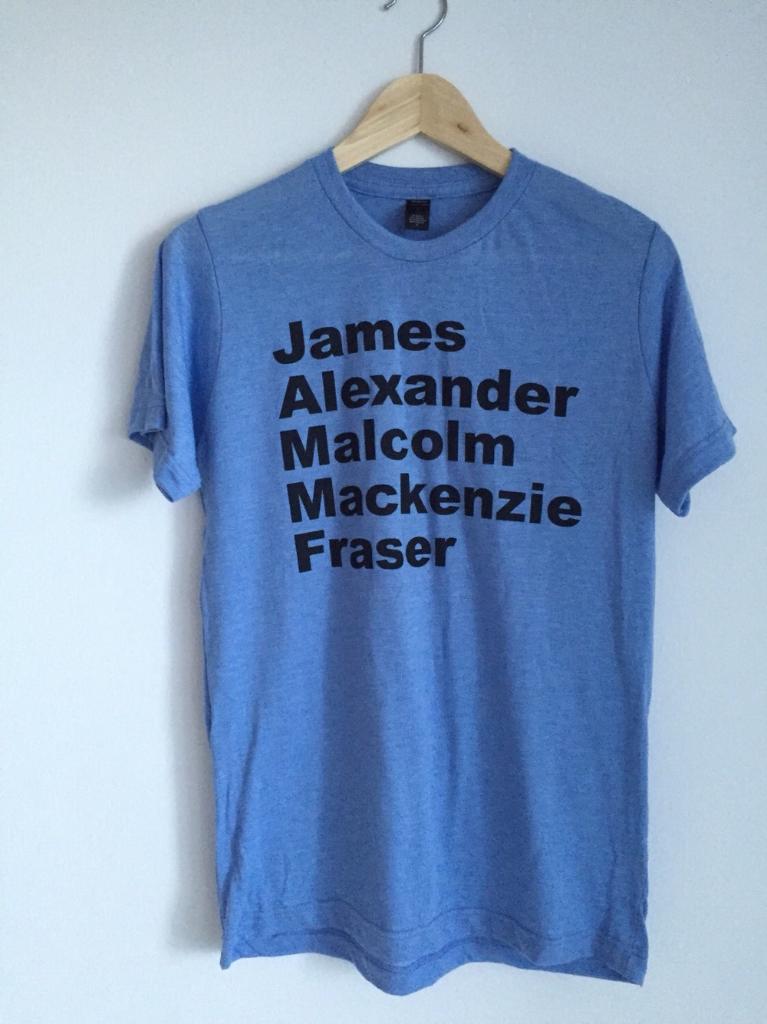 James
Alexander
Malcolm
Mackenzie
Fraser